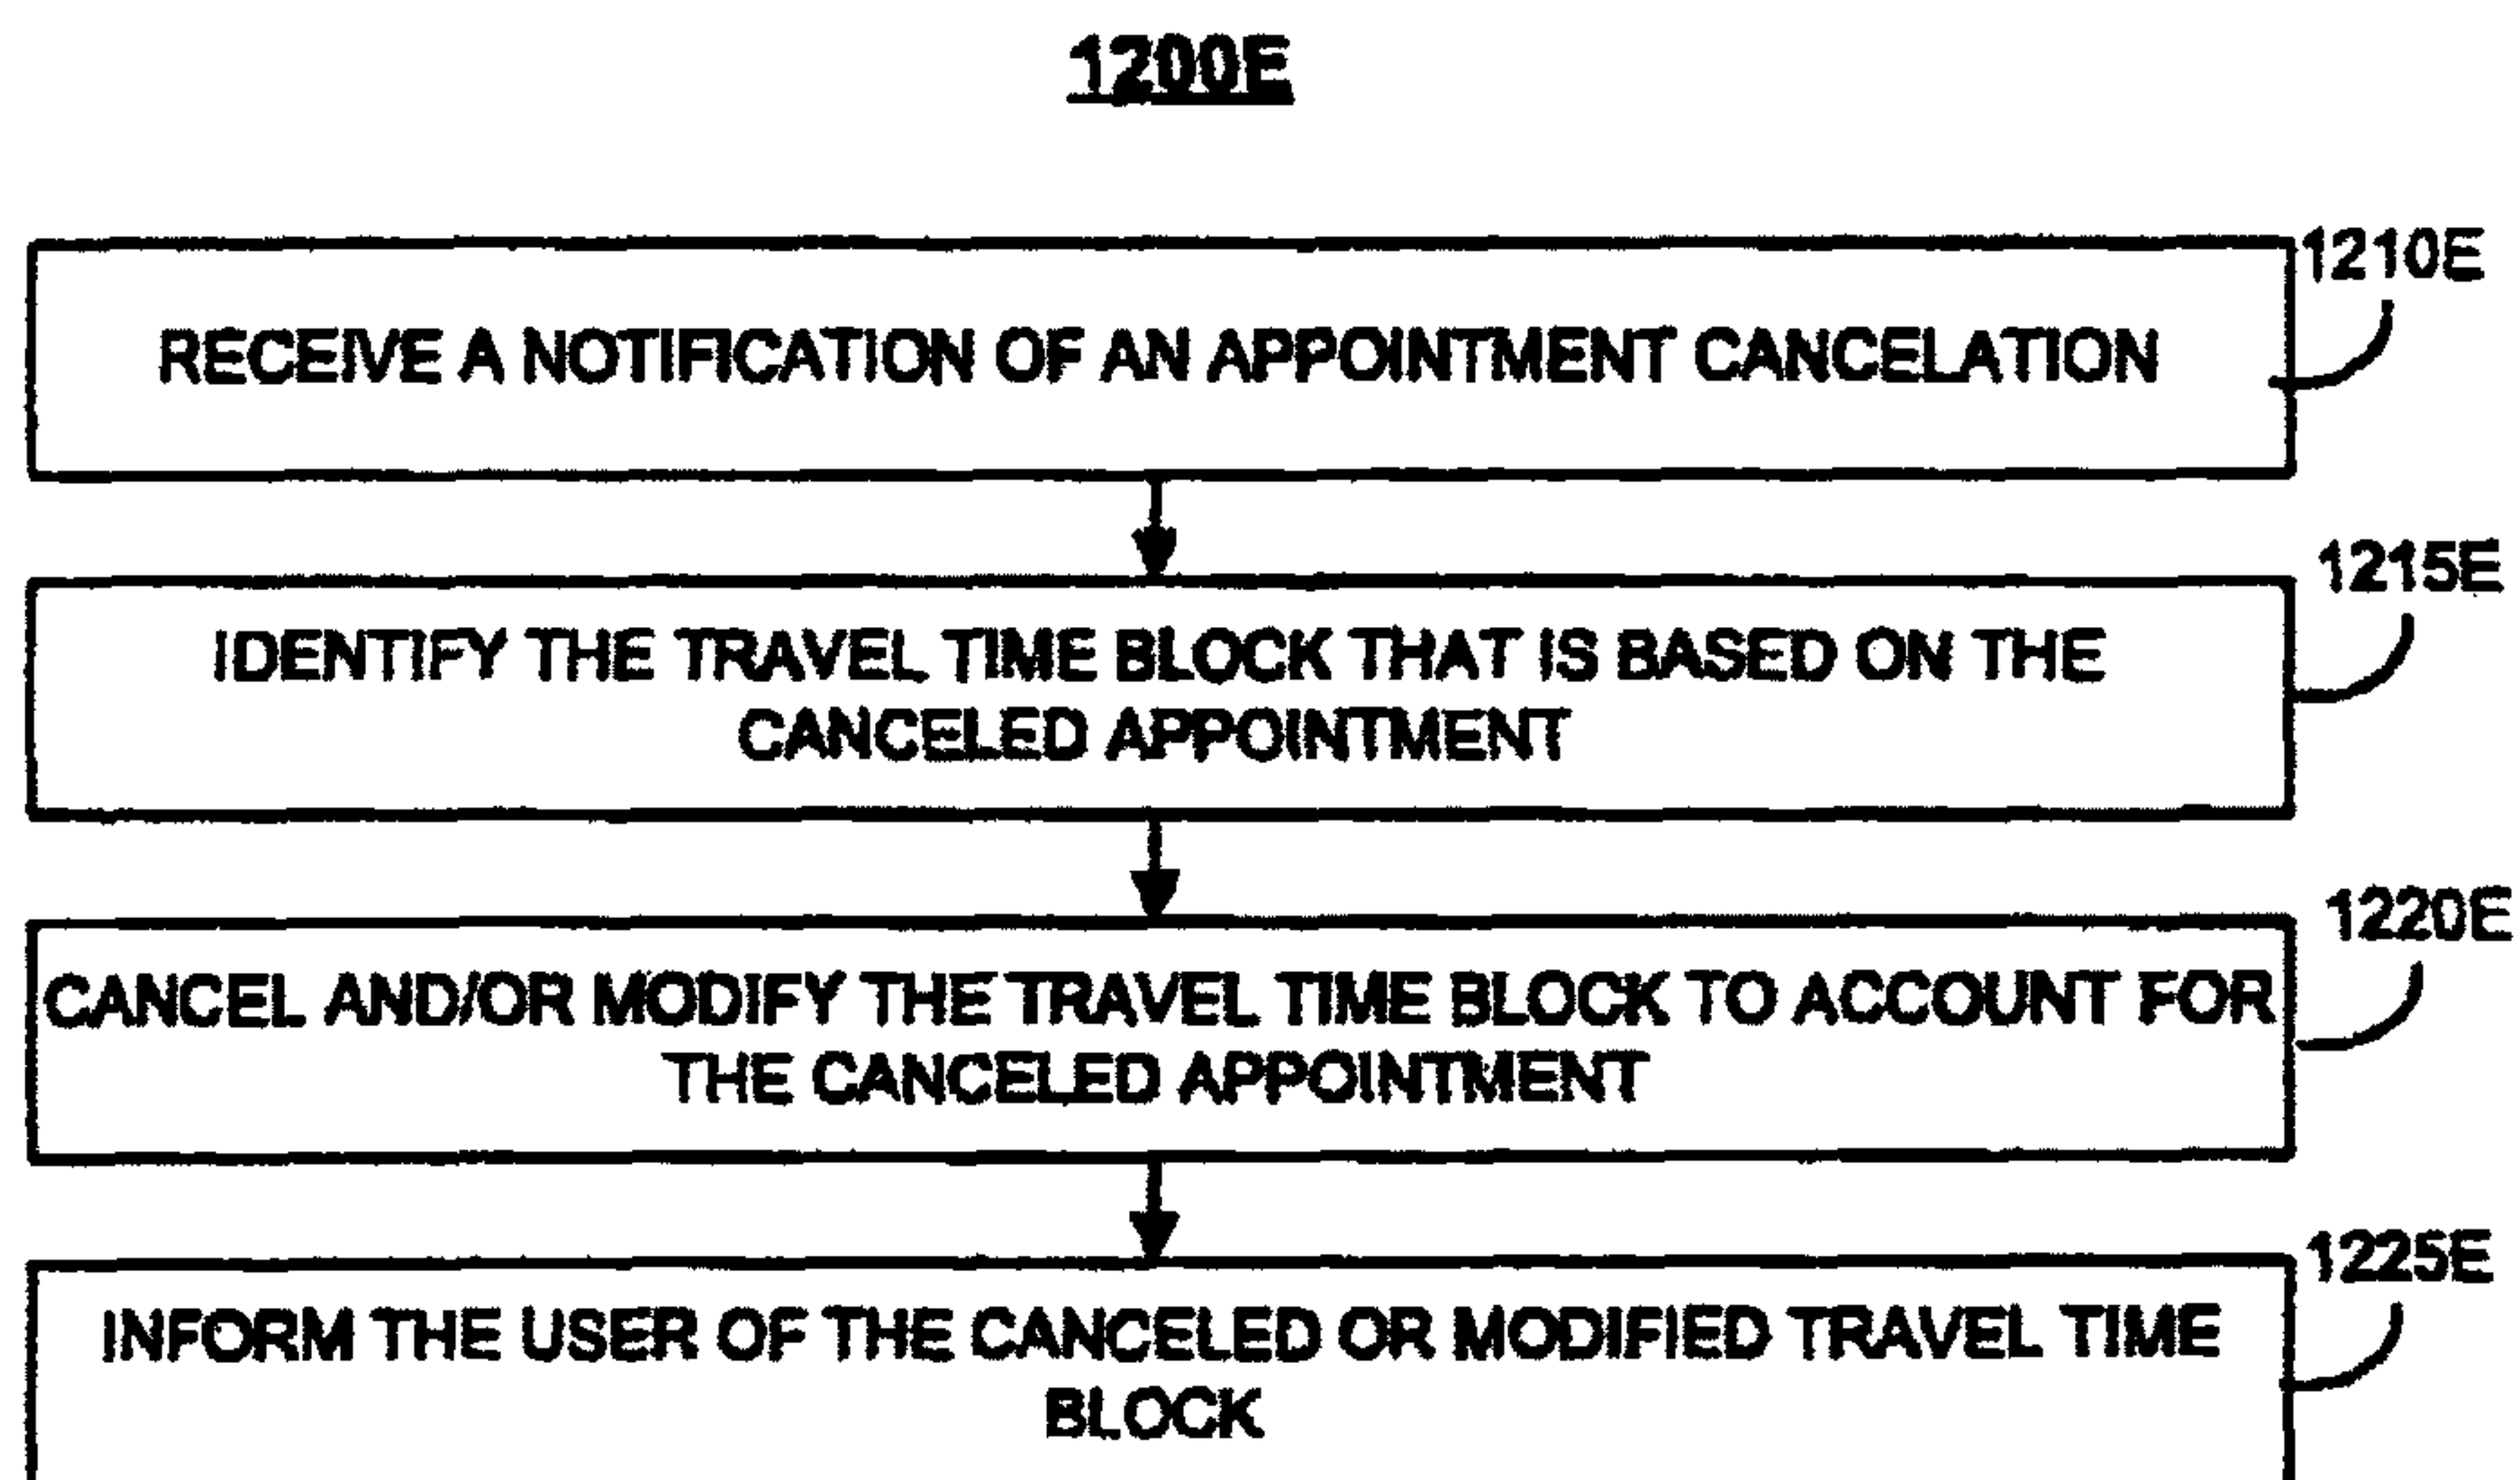 1200E
1210E
RECEIVE A NOTIFICATION OF AN APPOINTMENT CANCELATION
1215E
IDENTIFY THE TRAVEL TIME BLOCK THAT IS BASED ON THE
CANCELED APPOINTMENT
1220E
CANCEL AND/OR MODIFY THE TRAVEL TIME BLOCK TO ACCOUNT FOR
THE CANCELED APPOINTMENT
1225E
INFORM THE USER OF THE CANCELED OR MODIFIED TRAVEL TIME
BLOCK